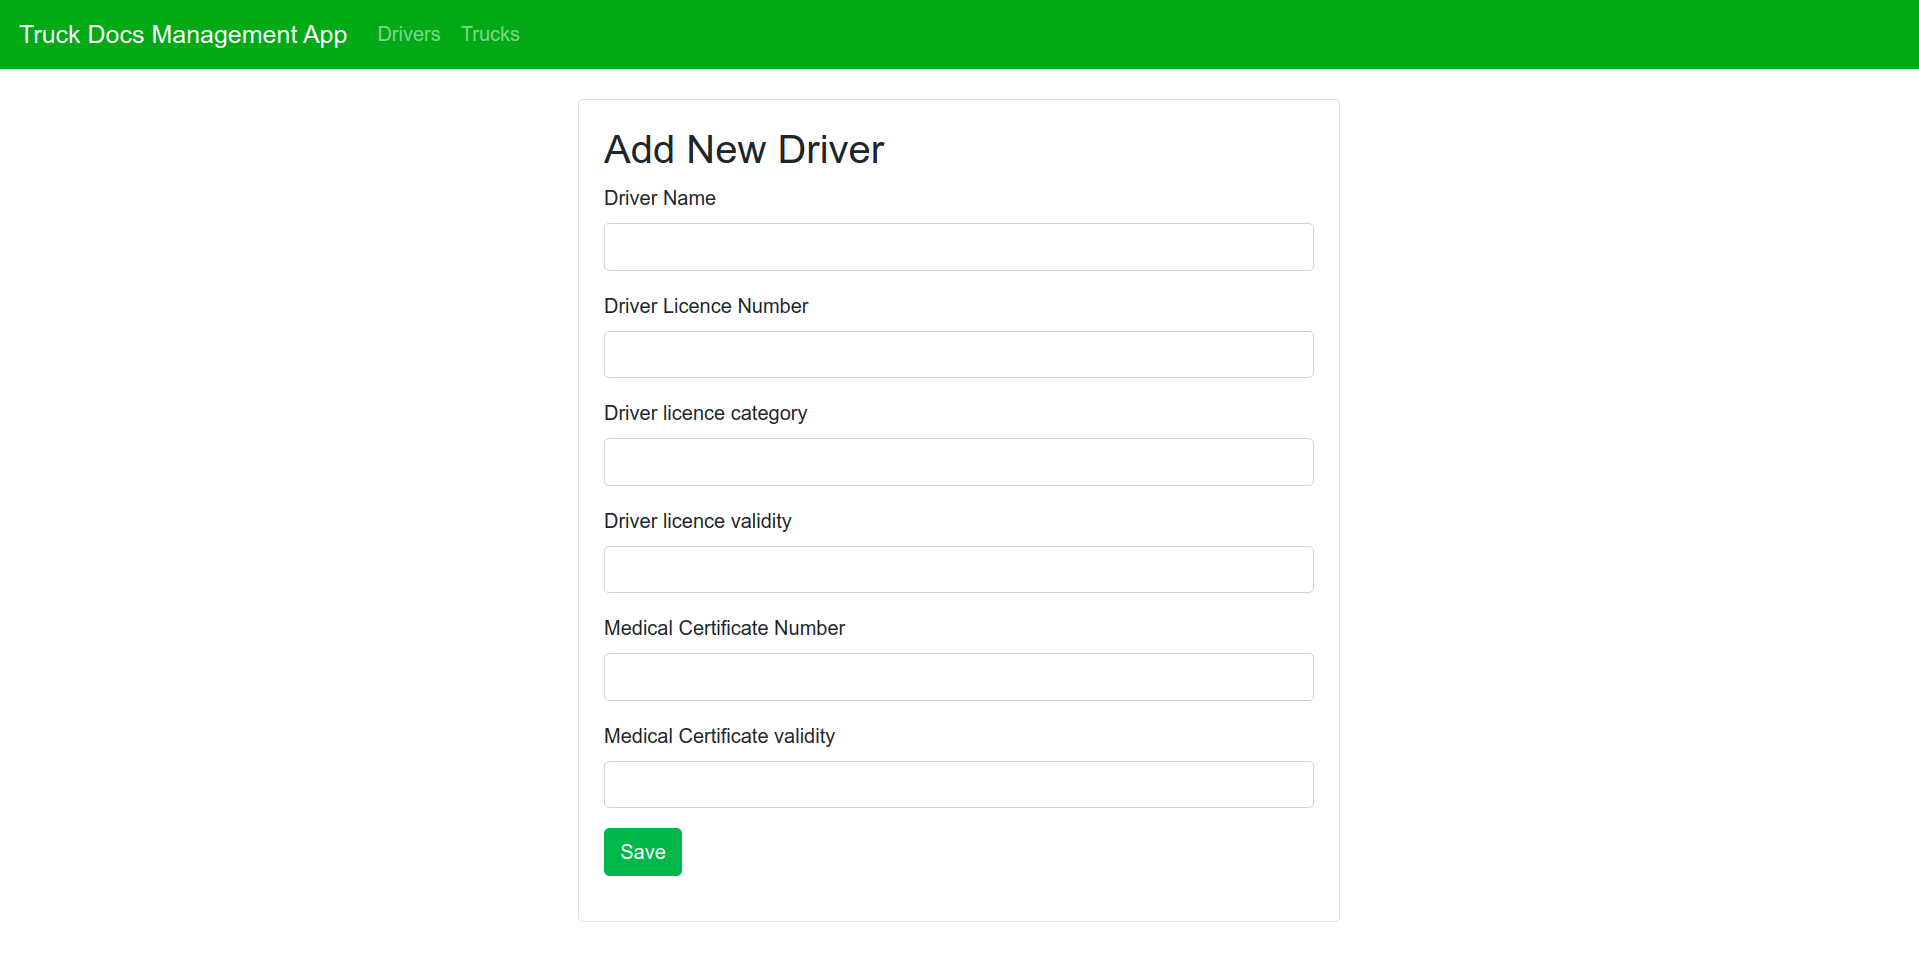 Truck Docs Management App Drivers Trucks
Add New Driver
Driver Name
Driver Licence Number
Driver licence category
Driver licence validity
Medical Certificate Number
Medical Certificate validity
Save